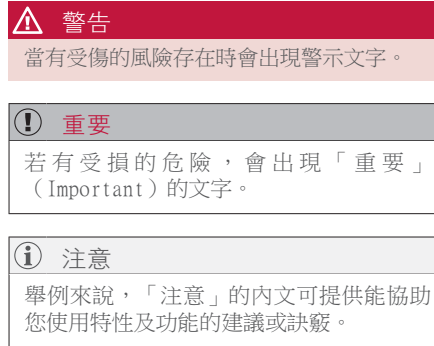 警告
當有受傷的風險存在時會出現警示文字。
重要
若有受損的危險，會出現「重要」
（Important）的文字。
注意
舉例來說，「注意」的內文可提供能協助
您使用特性及功能的建議或訣竅。